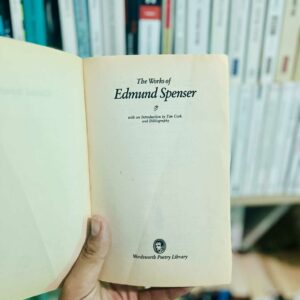 The Works of
Edmund Spenser
with an Introduction by Tim Cook
and Bibliography
Wordsworth Poetry Library